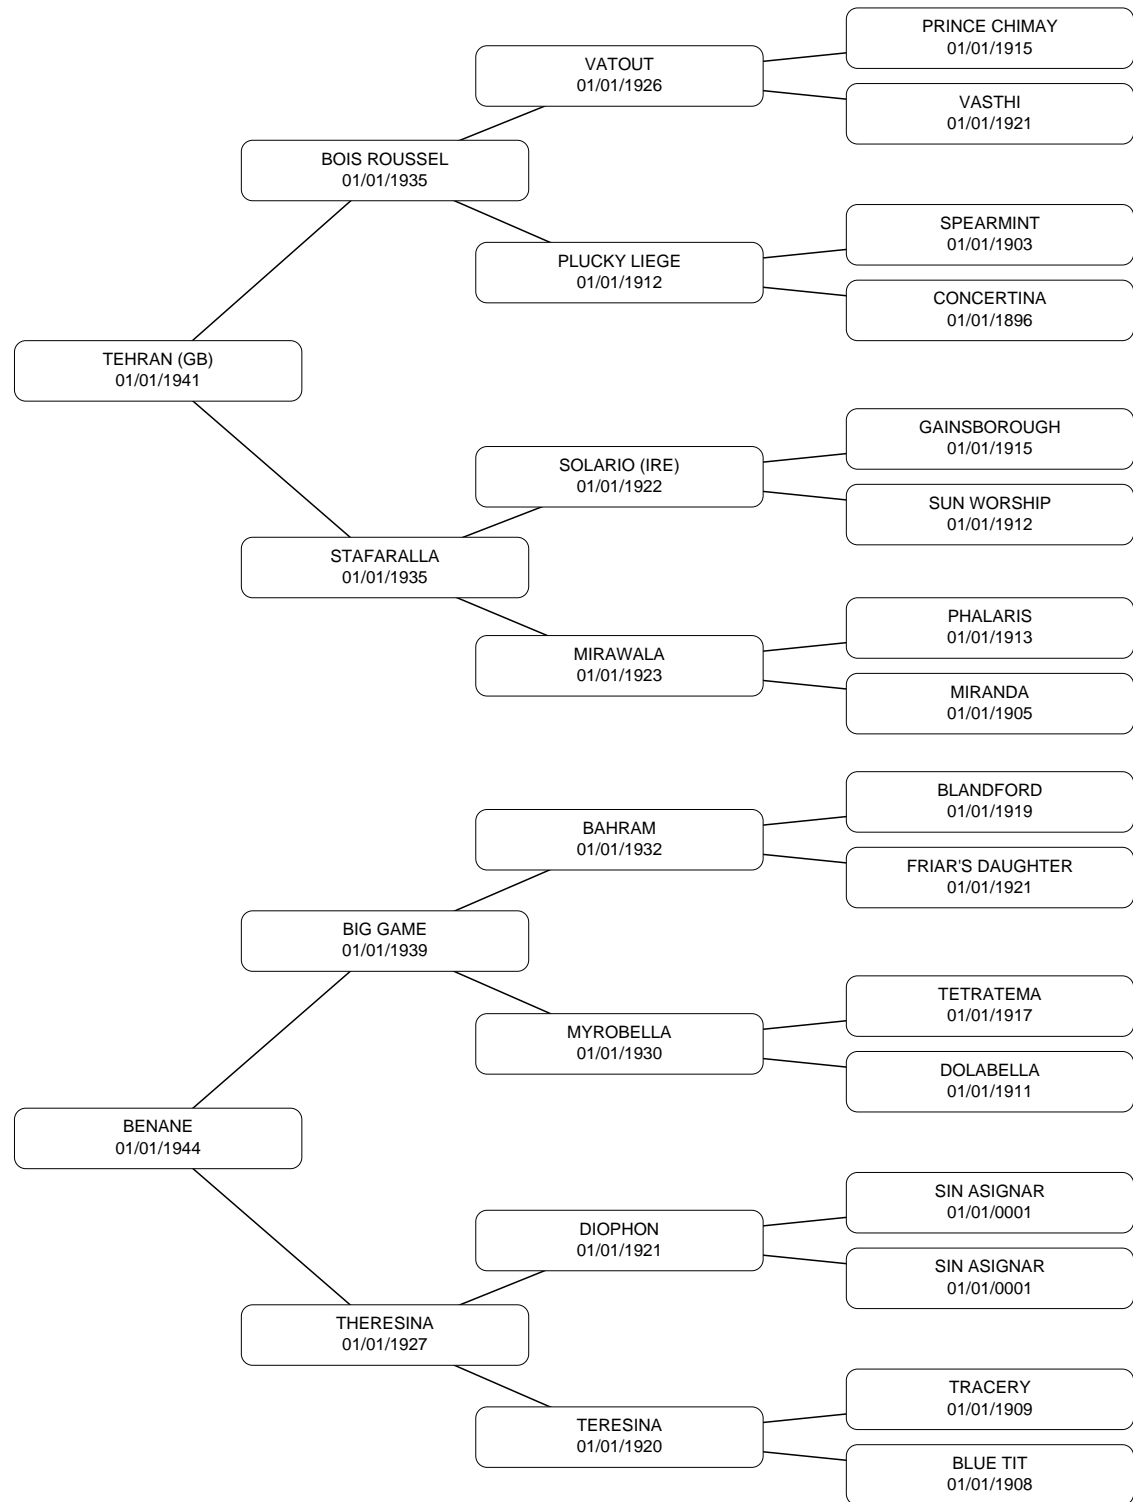 PRINCE CHIMAY
01/01/1915
VATOUT
01/01/1926
VASTHI
01/01/1921
BOIS ROUSSEL
01/01/1935
SPEARMINT
01/01/1903
PLUCKY LIEGE
01/01/1912
CONCERTINA
01/01/1896
TEHRAN (GB)
01/01/1941
GAINSBOROUGH
01/01/1915
SOLARIO (IRE)
01/01/1922
SUN WORSHIP
01/01/1912
STAFARALLA
01/01/1935
PHALARIS
01/01/1913
MIRAWALA
01/01/1923
MIRANDA
01/01/1905
BLANDFORD
01/01/1919
BAHRAM
01/01/1932
FRIAR'S DAUGHTER
01/01/1921
BIG GAME
01/01/1939
TETRATEMA
01/01/1917
MYROBELLA
01/01/1930
DOLABELLA
01/01/1911
BENANE
01/01/1944
SIN ASIGNAR
01/01/0001
DIOPHON
01/01/1921
SIN ASIGNAR
01/01/0001
THERESINA
01/01/1927
TRACERY
01/01/1909
TERESINA
01/01/1920
BLUE TIT
01/01/1908